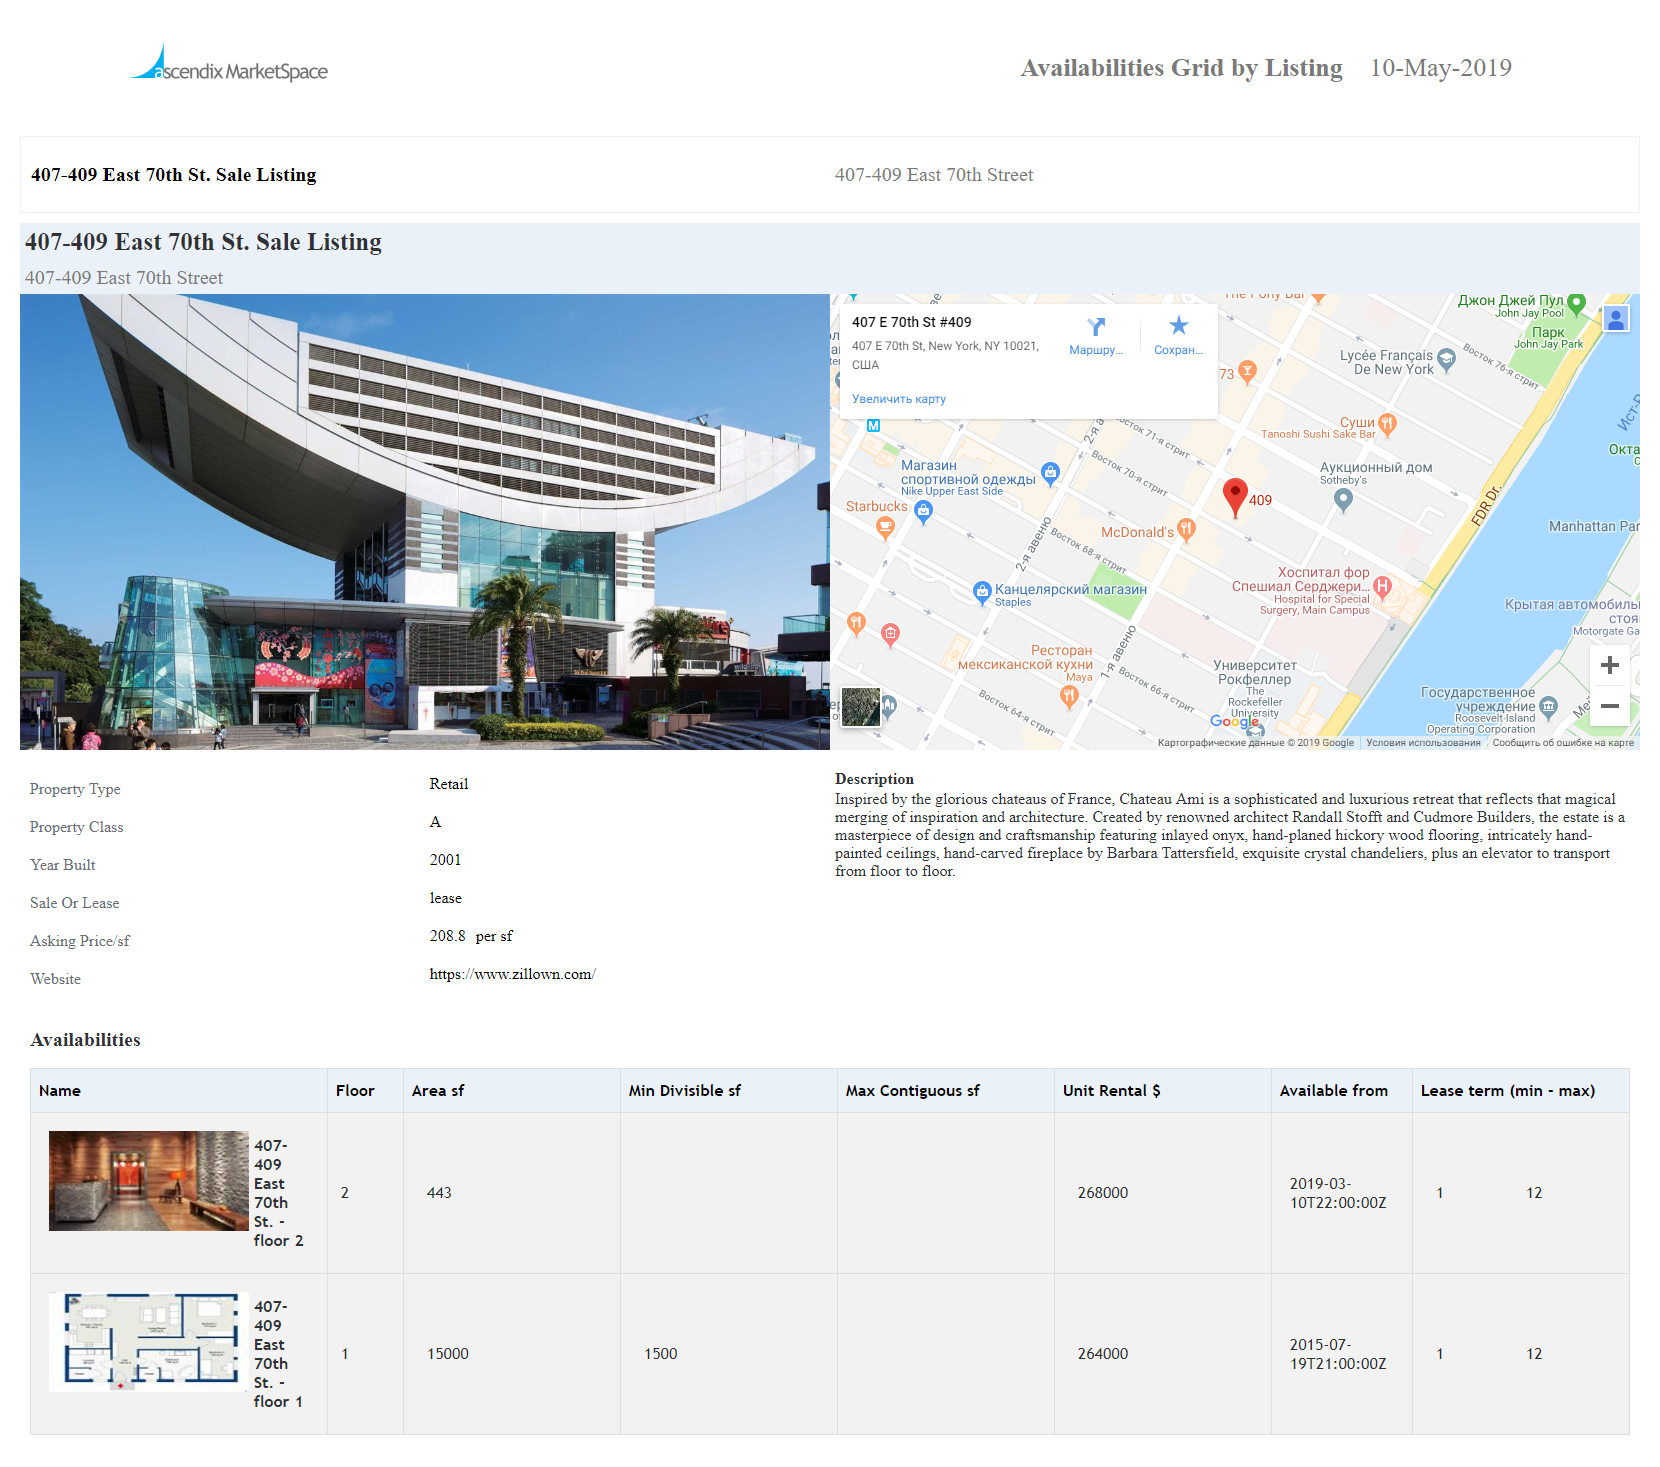 ascendix MarketSpace
Availabilities Grid by Listing 10-May-2019
407-409 East 70th St. Sale Listing
407-409 East 70th Street
407-409 East 70th St. Sale Listing
407-409 East 70th Street
407 E 70th St #409
407 E 70th St, New York, NY 10021,
США
Маршру...
Сохран...
Увеличить карту
Джон Джей Пул
John Jay Pool
Парк
John Jay Park
Lycée Français
De New York
Восток 76-я стрит
73
Суши
Tanoshi Sushi Sake Bar
2-я а
Восток 71-я стрит
Восток 70-я стрит
Магазин
спортивной одежды
Nike Upper East Side
Аукционный дом
Sotheby's
Starbucks
409
McDonald's
FDR Dr.
Manhattan Par
2-я авеню
Восток 68-я стрит
Хоспитал фор
Спешиал Серджери...
Hospital for Special
Surgery, Main Campus
Канцелярский магазин
Staples
Крытая автомобиль
стоя
Motorgate Ga
1-я авеню
Ресторан
мексиканской кухни
Maya
Восток 66-я стрит
Университет
Рокфеллер
The
Rockefeller
University
Восток 64-я стрит
Государственное
учреждение
Roosevelt Island
Operating Corporation
Google
Картографические данные © 2019 Google
Условия использования
Сообщить об ошибке на карте
Property Type Retail
Property Class A
Year Built 2001
Sale Or Lease lease
Asking Price/sf 208.8 per sf
Website https://www.zillown.com/
Description
Inspired by the glorious chateaus of France, Chateau Ami is a sophisticated and luxurious retreat that reflects that magical
merging of inspiration and architecture. Created by renowned architect Randall Stofft and Cudmore Builders, the estate is a
masterpiece of design and craftsmanship featuring inlayed onyx, hand-planed hickory wood flooring, intricately hand-
painted ceilings, hand-carved fireplace by Barbara Tattersfield, exquisite crystal chandeliers, plus an elevator to transport
from floor to floor.
Availabilities
Name Floor Area sf Min Divisible sf Max Contiguous sf Unit Rental $ Available from Lease term (min - max)
407-
409
East
70th
St. -
floor 2
2 443 268000
2019-03-
10T22:00:00Z
1 12
407-
409
East
70th
St. -
floor 1
1 15000 1500 264000
2015-07-
19T21:00:00Z
1 12